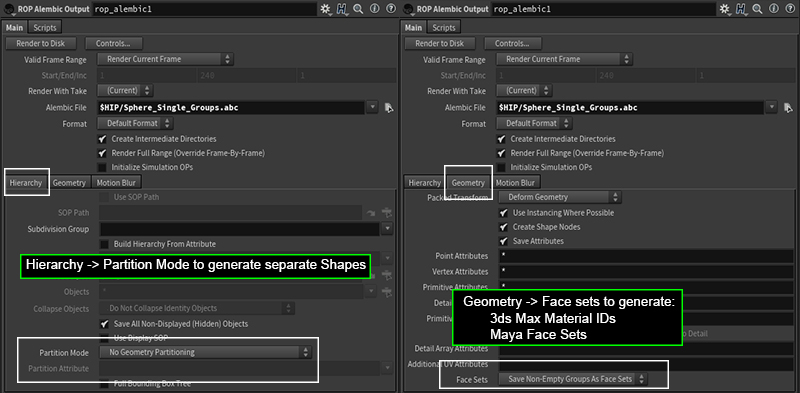 ROP Alembic Output rop_alembic1
Main Scripts
Render to Disk Controls...
Valid Frame Range Render Current Frame
Start/End/Inc 1 240 1
Render With Take (Current)
Alembic File $HIP/Sphere_Single_Groups.abc
Format Default Format
Create Intermediate Directories
Render Full Range (Override Frame-By-Frame)
Initialize Simulation OPs
Hierarchy Geometry Motion Blur
Use SOP Path
SOP Path
Subdivision Group
Build Hierarchy From Attribute
Hierarchy -> Partition Mode to generate separate Shapes
Objects *
Collapse Objects Do Not Collapse Identity Objects
Save All Non-Displayed (Hidden) Objects
Use Display SOP
Partition Mode No Geometry Partitioning
Partition Attribute
Full Bounding Box Tree
ROP Alembic Output rop_alembic1
Main Scripts
Render to Disk Controls...
Valid Frame Range Render Current Frame
Start/End/Inc 1 240 1
Render With Take (Current)
Alembic File $HIP/Sphere_Single_Groups.abc
Format Default Format
Create Intermediate Directories
Render Full Range (Override Frame-By-Frame)
Initialize Simulation OPs
Hierarchy Geometry Motion Blur
Packed Transform Deform Geometry
Use Instancing Where Possible
Create Shape Nodes
Save Attributes
Point Attributes *
Vertex Attributes *
Primitive Attributes *
Geometry -> Face sets to generate:
3ds Max Material IDs
Maya Face Sets
Detail
Detail Array Attributes
Additional UV Attributes
Face Sets Save Non-Empty Groups As Face Sets